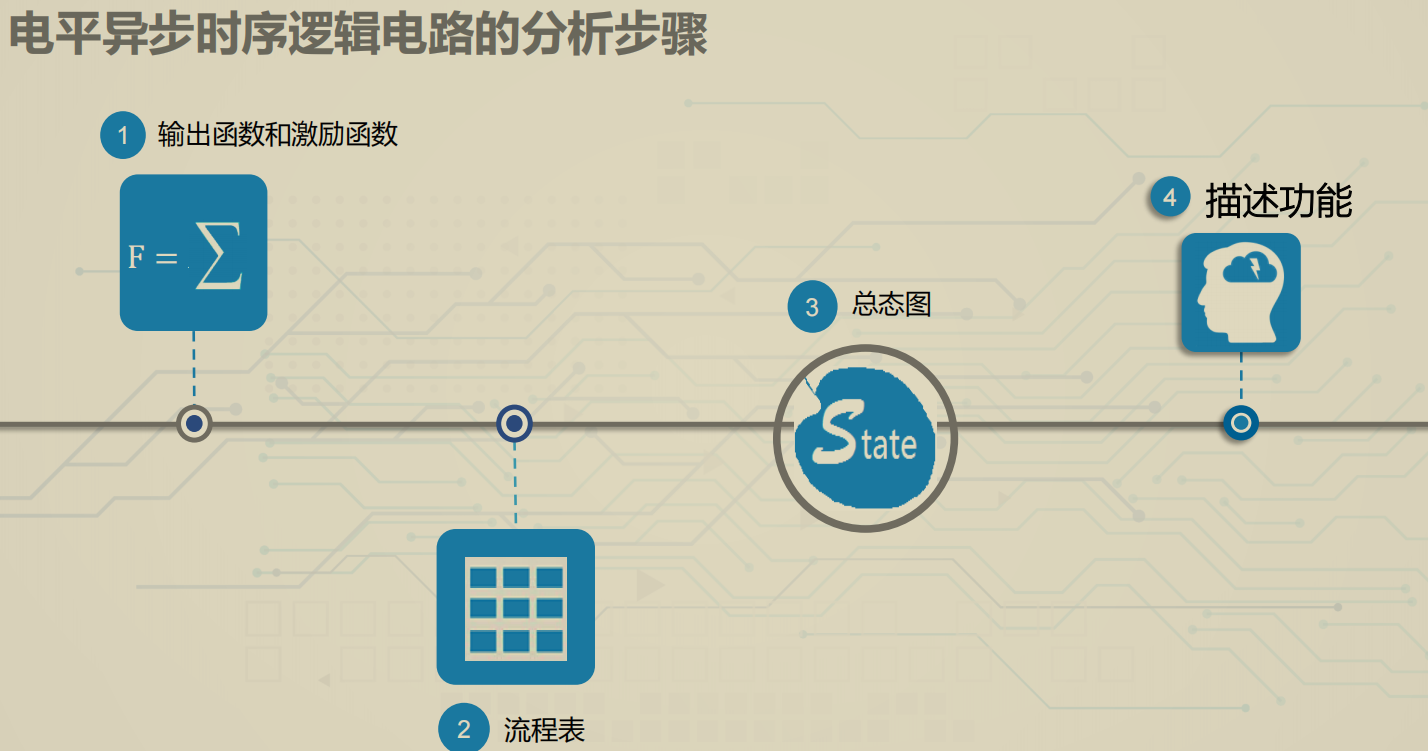 电平异步时序逻辑电路的分析步骤
1 输出函数和激励函数
F = ∑
2 流程表
3 总态图
State
4 描述功能